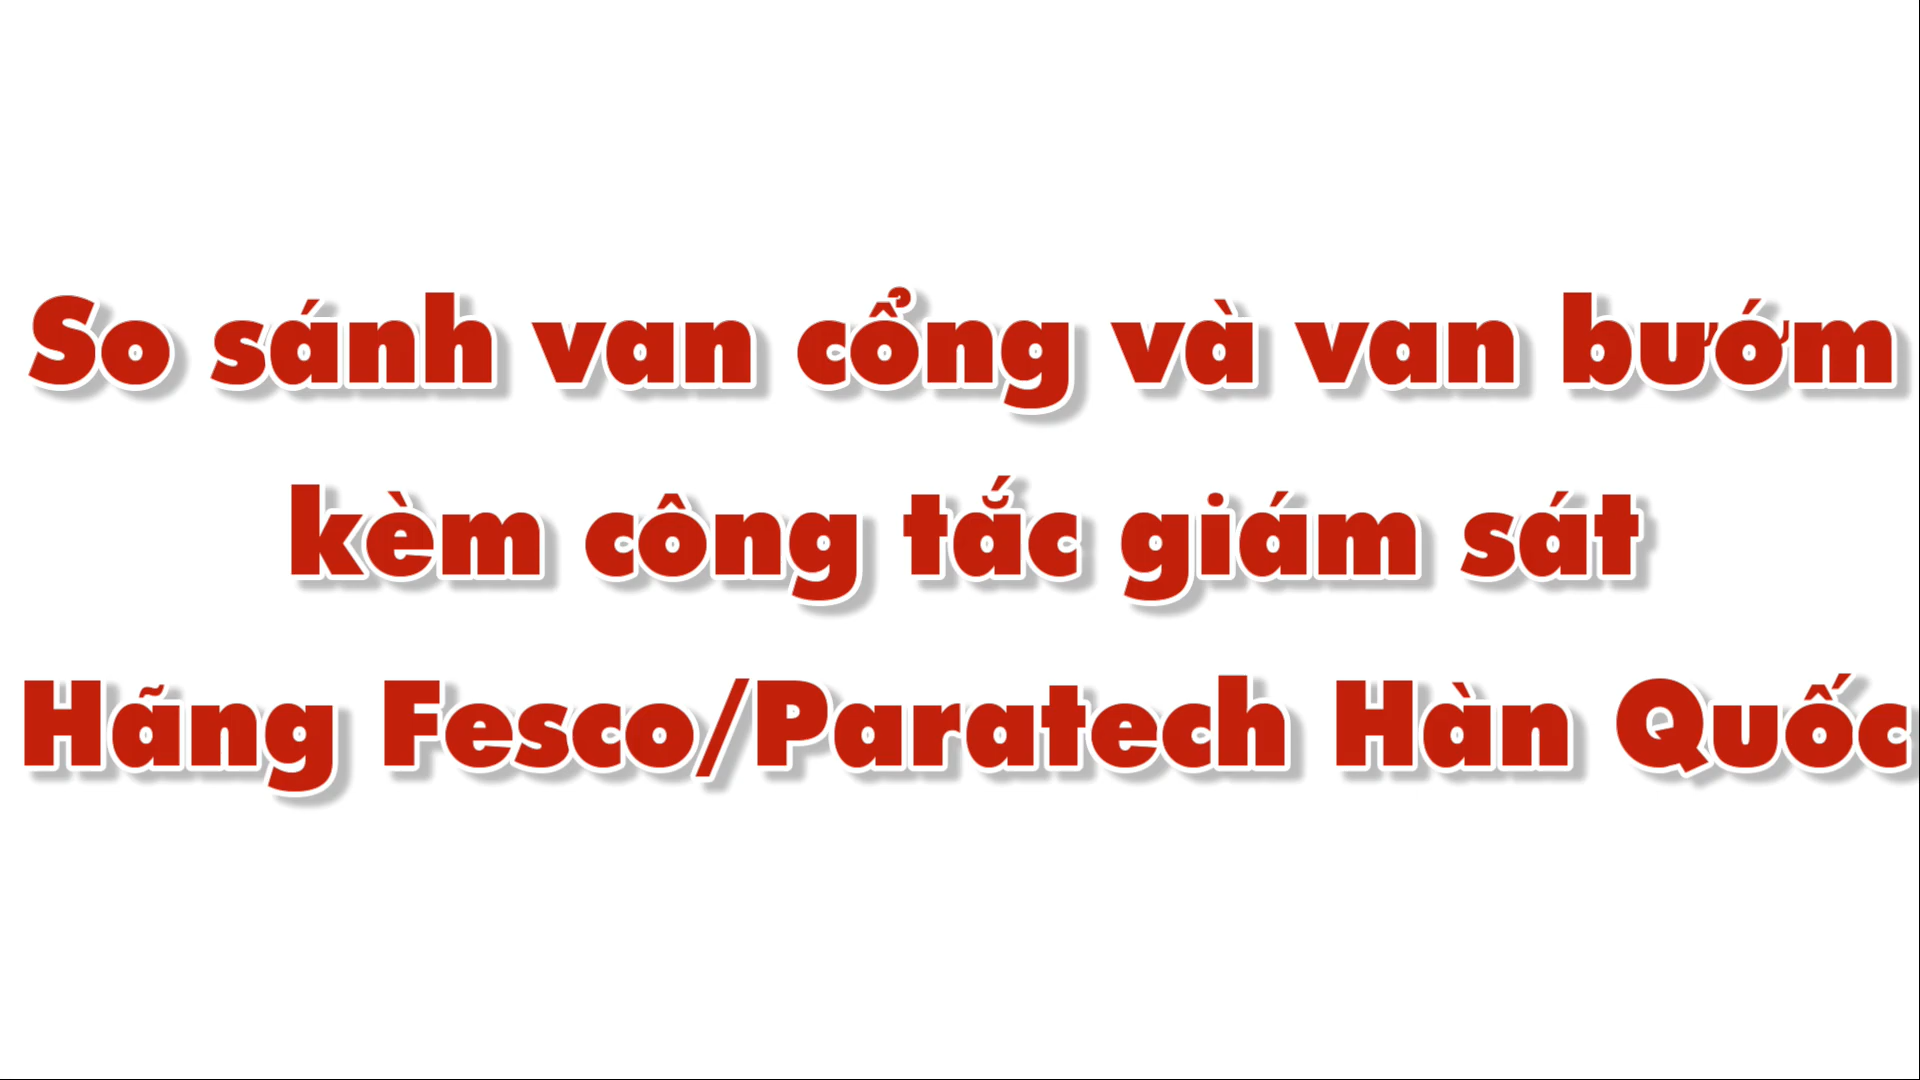 So sánh van cổng và van bướm
kèm công tắc giám sát
Hãng Fesco/Paratech Hàn Quốc